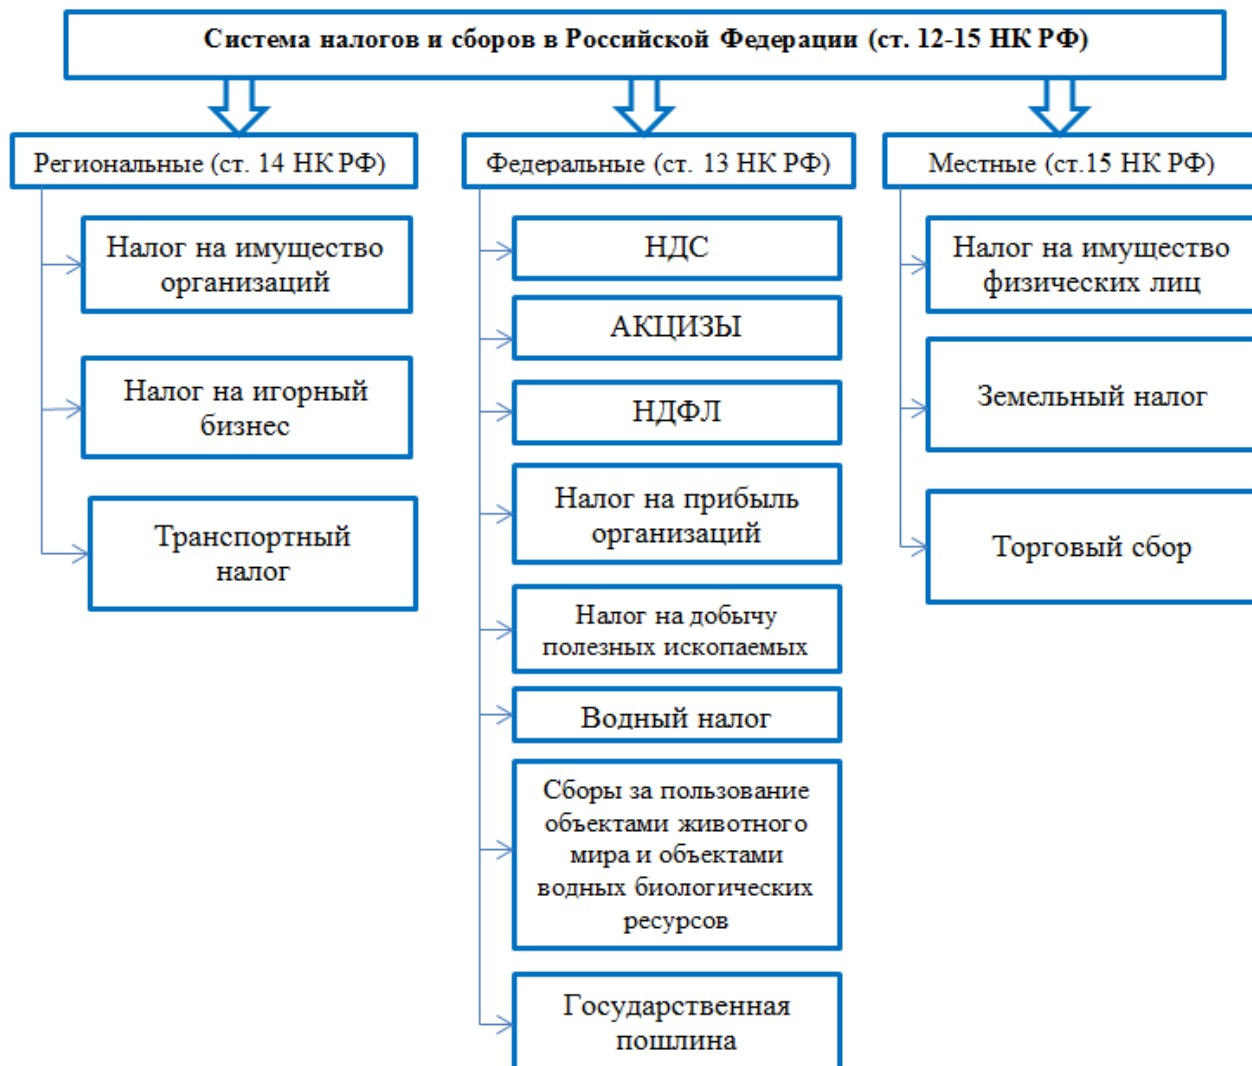 Система налогов и сборов в Российской Федерации (ст. 12-15 НК РФ)
Региональные (ст. 14 НК РФ)
Налог на имущество
организаций
Налог на игорный
бизнес
Транспортный
налог
Федеральные (ст. 13 НК РФ)
НДС
АКЦИЗЫ
НДФЛ
Налог на прибыль
организаций
Налог на добычу
полезных ископаемых
Водный налог
Сборы за пользование
объектами животного
мира и объектами
водных биологических
ресурсов
Государственная
пошлина
Местные (ст.15 НК РФ)
Налог на имущество
физических лиц
Земельный налог
Торговый сбор